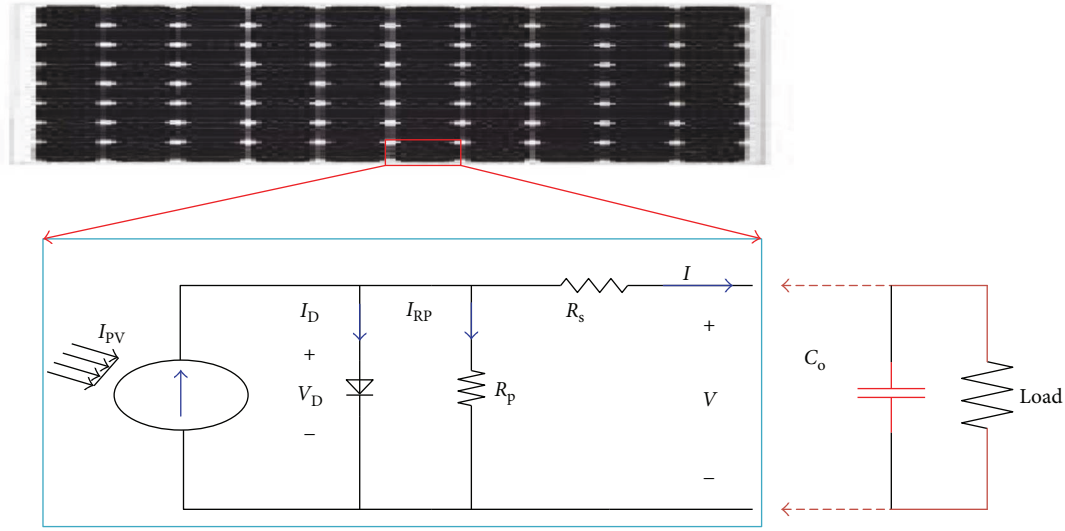 I
I_D
I_RP
R_s
I_PV
+
+
C_o
V_D
R_p
V
Load
−
−